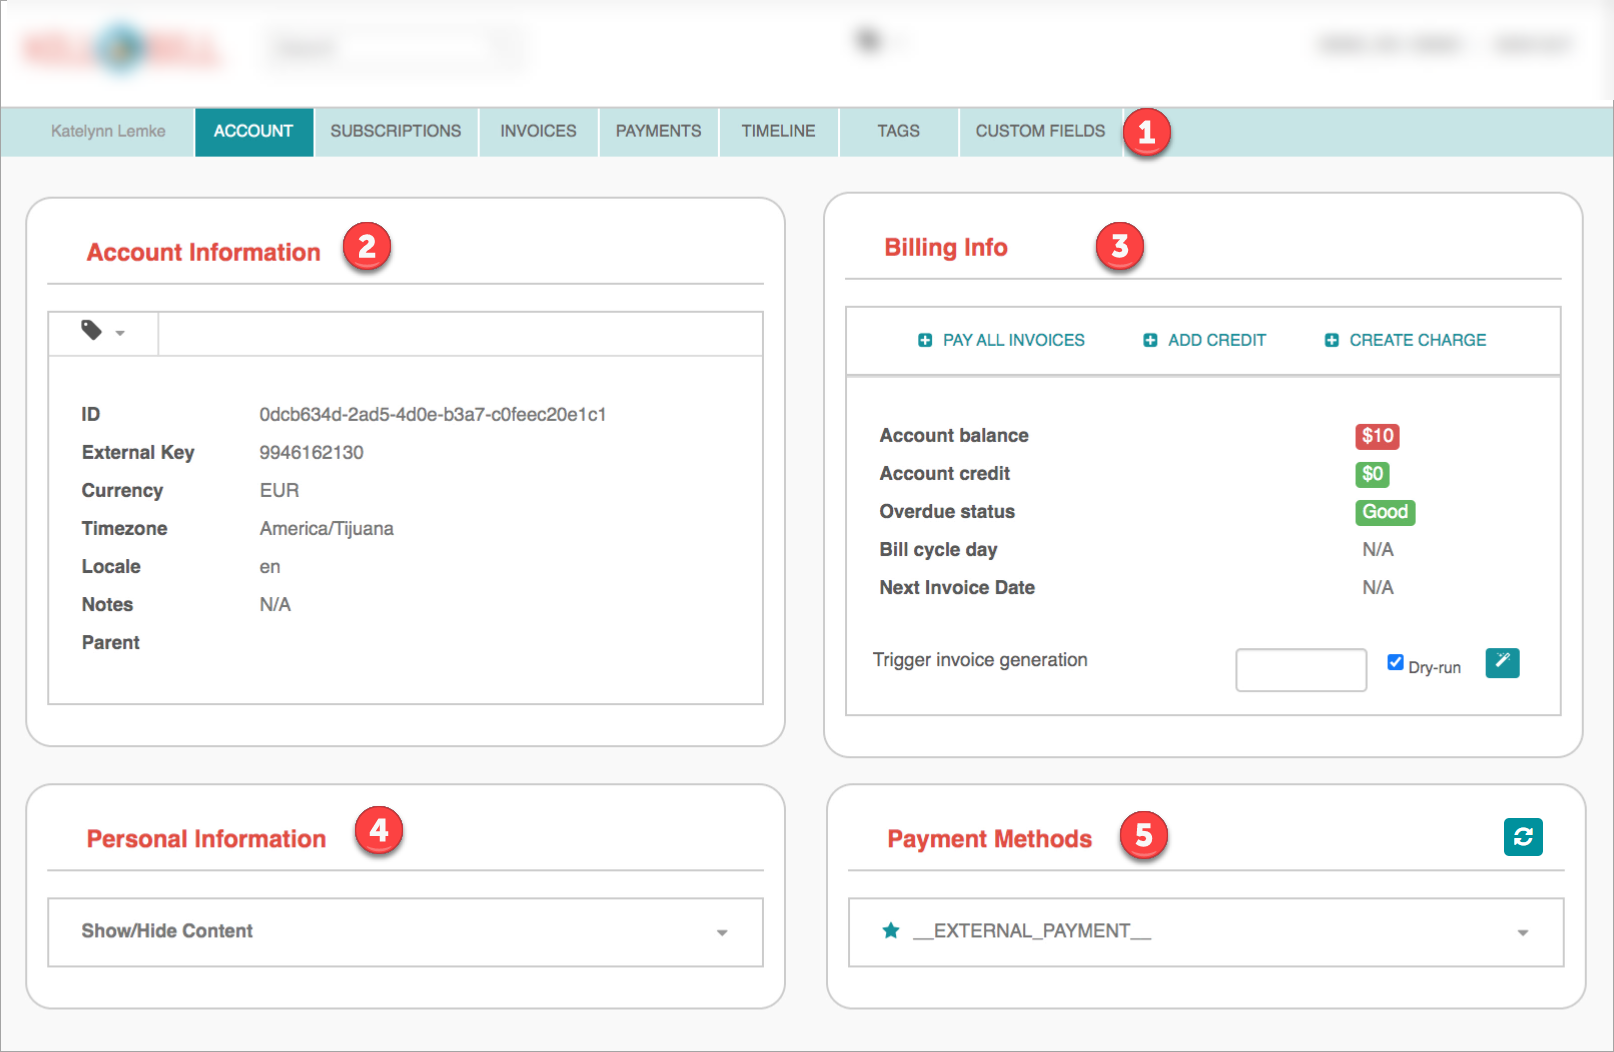 Katelynn Lemke ACCOUNT SUBSCRIPTIONS INVOICES PAYMENTS TIMELINE TAGS CUSTOM FIELDS 1
Account Information 2
ID 0dcb634d-2ad5-4d0e-b3a7-c0feec20e1c1
External Key 9946162130
Currency EUR
Timezone America/Tijuana
Locale en
Notes N/A
Parent
Billing Info 3
PAY ALL INVOICES ADD CREDIT CREATE CHARGE
Account balance $10
Account credit $0
Overdue status Good
Bill cycle day N/A
Next Invoice Date N/A
Trigger invoice generation Dry-run
Personal Information 4
Show/Hide Content
Payment Methods 5
__EXTERNAL_PAYMENT__